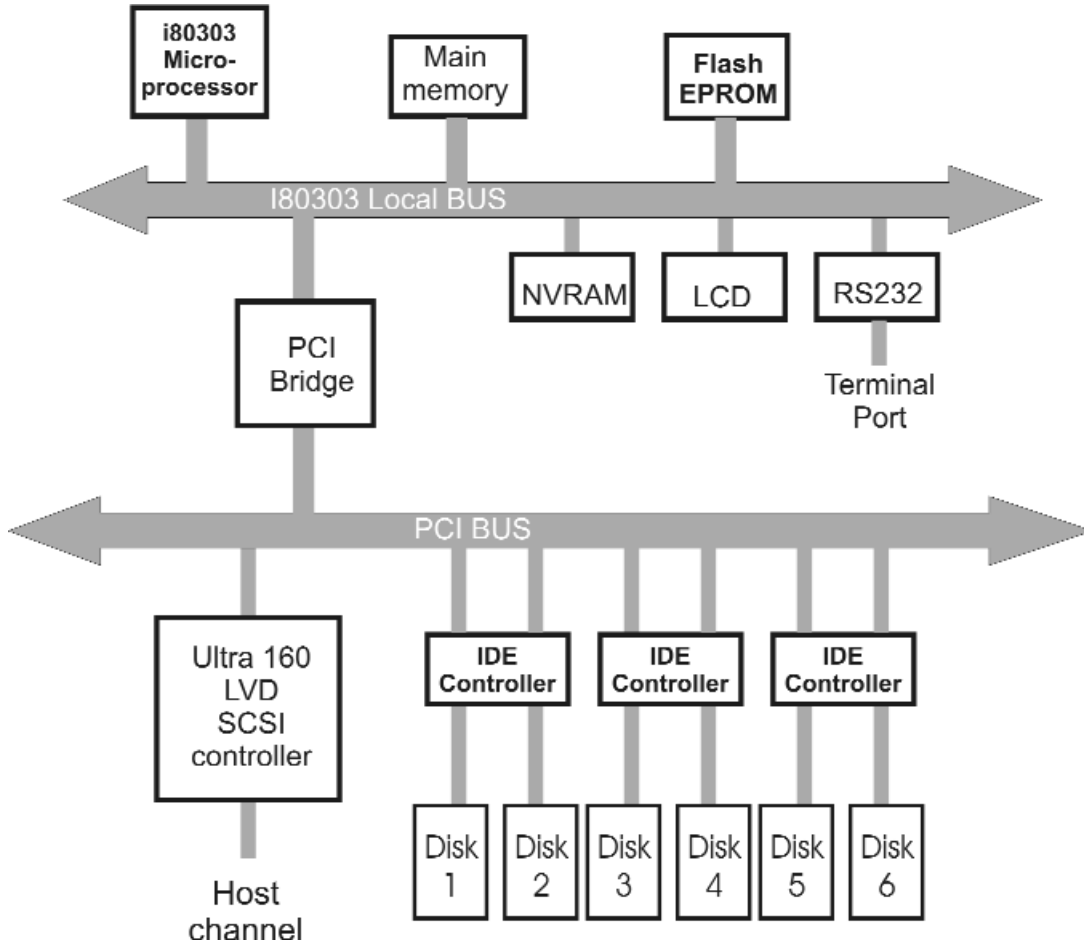 i80303
Micro-
processor
Main
memory
Flash
EPROM
I80303 Local BUS
NVRAM
LCD
RS232
PCI
Bridge
Terminal
Port
PCI BUS
Ultra 160
LVD
SCSI
controller
IDE
Controller
IDE
Controller
IDE
Controller
Disk
1
Disk
2
Disk
3
Disk
4
Disk
5
Disk
6
Host
channel